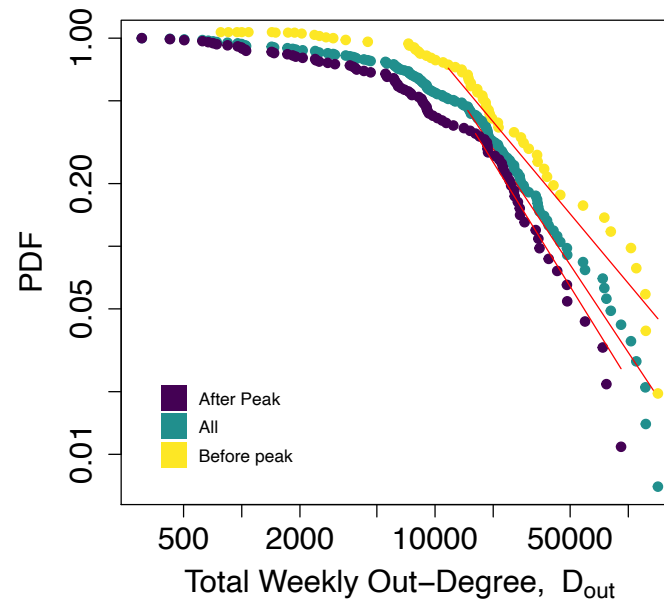 1.00
0.20
0.05
0.01
PDF
After Peak
All
Before peak
500 2000 10000 50000
Total Weekly Out−Degree, Dout